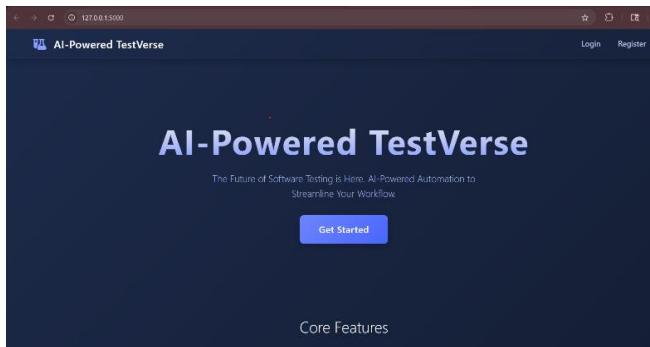 127.0.0.1:5000
AI-Powered TestVerse
Login
Register
AI-Powered TestVerse
The Future of Software Testing is Here. AI-Powered Automation to
Streamline Your Workflow.
Get Started
Core Features